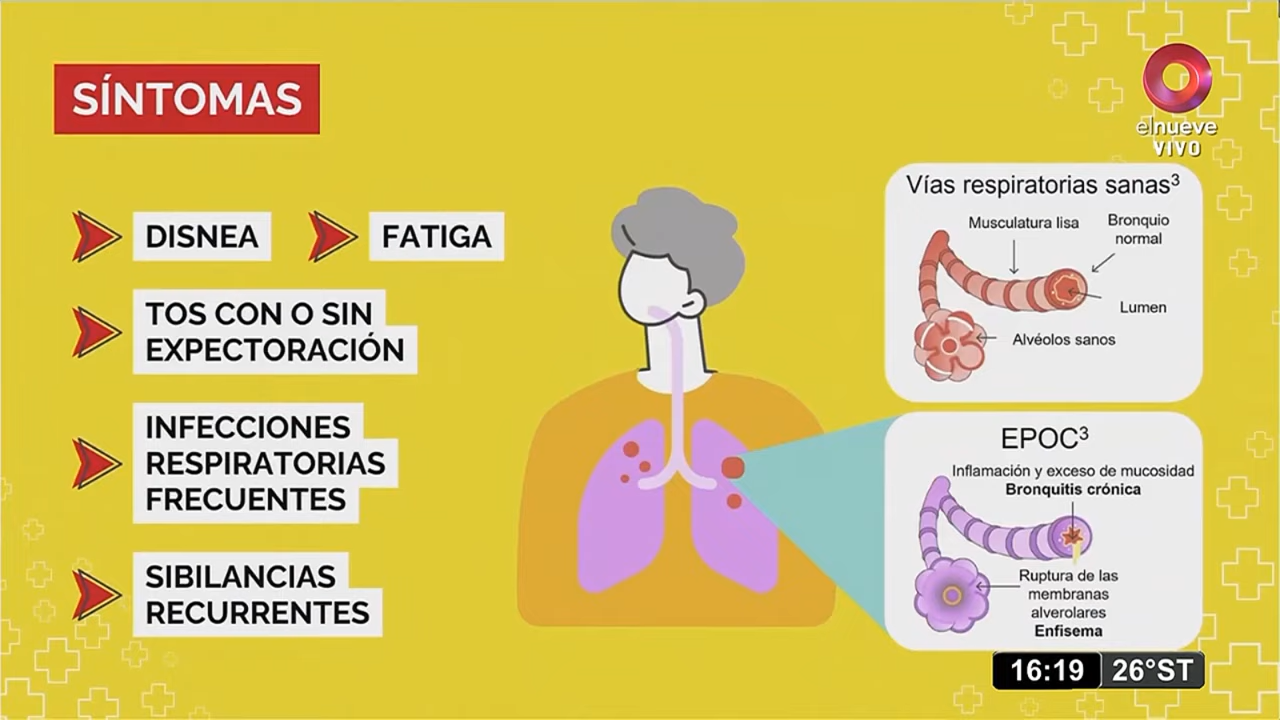 SÍNTOMAS
elnueve
VIVO
DISNEA
FATIGA
TOS CON O SIN
EXPECTORACIÓN
INFECCIONES
RESPIRATORIAS
FRECUENTES
SIBILANCIAS
RECURRENTES
Vías respiratorias sanas³
Musculatura lisa
Bronquio
normal
Lumen
Alvéolos sanos
EPOC³
Inflamación y exceso de mucosidad
Bronquitis crónica
Ruptura de las
membranas
alverolares
Enfisema
16:19
26°ST